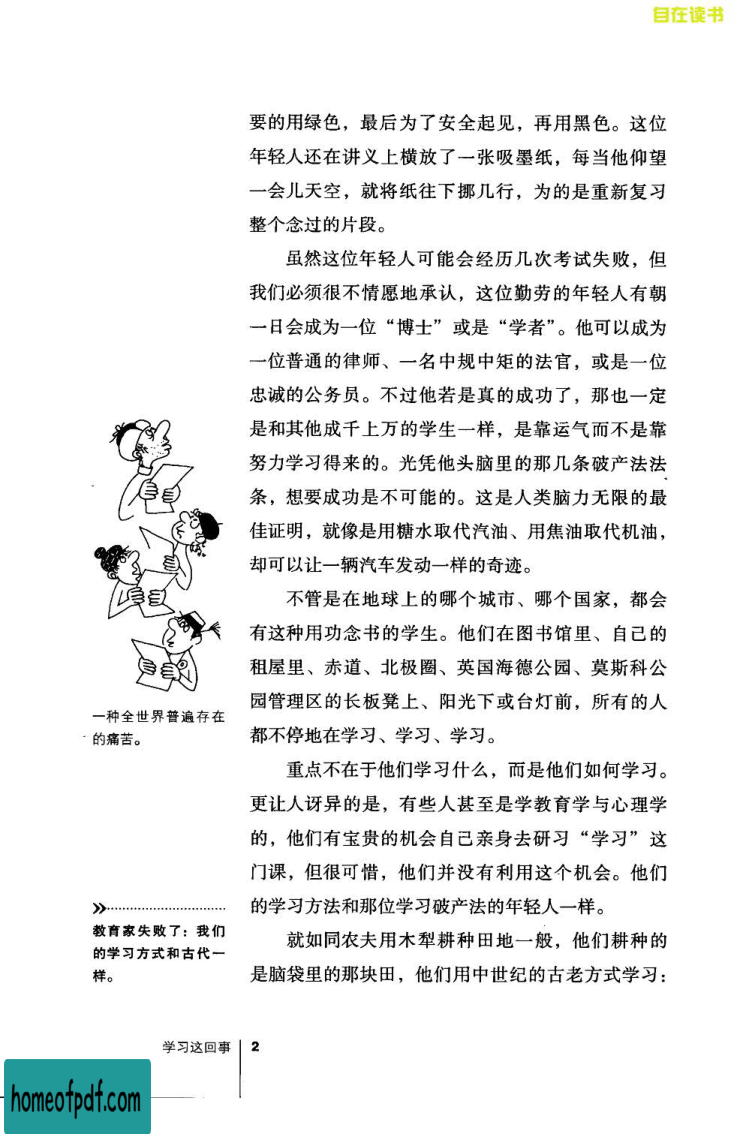 自在读书
要的用绿色，最后为了安全起见，再用黑色。这位
年轻人还在讲义上横放了一张吸墨纸，每当他仰望
一会儿天空，就将纸往下挪几行，为的是重新复习
整个念过的片段。
虽然这位年轻人可能会经历几次考试失败，但
我们必须很不情愿地承认，这位勤劳的年轻人有朝
一日会成为一位“博士”或是“学者”。他可以成为
一位普通的律师、一名中规中矩的法官，或是一位
忠诚的公务员。不过他若是真的成功了，那也一定
是和其他成千上万的学生一样，是靠运气而不是靠
努力学习得来的。光凭他头脑里的那几条破产法法
条，想要成功是不可能的。这是人类脑力无限的最
佳证明，就像是用糖水取代汽油、用焦油取代机油，
却可以让一辆汽车发动一样的奇迹。
不管是在地球上的哪个城市、哪个国家，都会
有这种用功念书的学生。他们在图书馆里、自己的
租屋里、赤道、北极圈、英国海德公园、莫斯科公
园管理区的长板凳上、阳光下或台灯前，所有的人
都不停地在学习、学习、学习。
重点不在于他们学习什么，而是他们如何学习。
更让人讶异的是，有些人甚至是学教育学与心理学
的，他们有宝贵的机会自己亲身去研习“学习”这
门课，但很可惜，他们并没有利用这个机会。他们
的学习方法和那位学习破产法的年轻人一样。
就如同农夫用木犁耕种田地一般，他们耕种的
是脑袋里的那块田，他们用中世纪的古老方式学习：
一种全世界普遍存在
的痛苦。
教育家失败了：我们
的学习方式和古代一
样。
学习这回事 2
homeofpdf.com